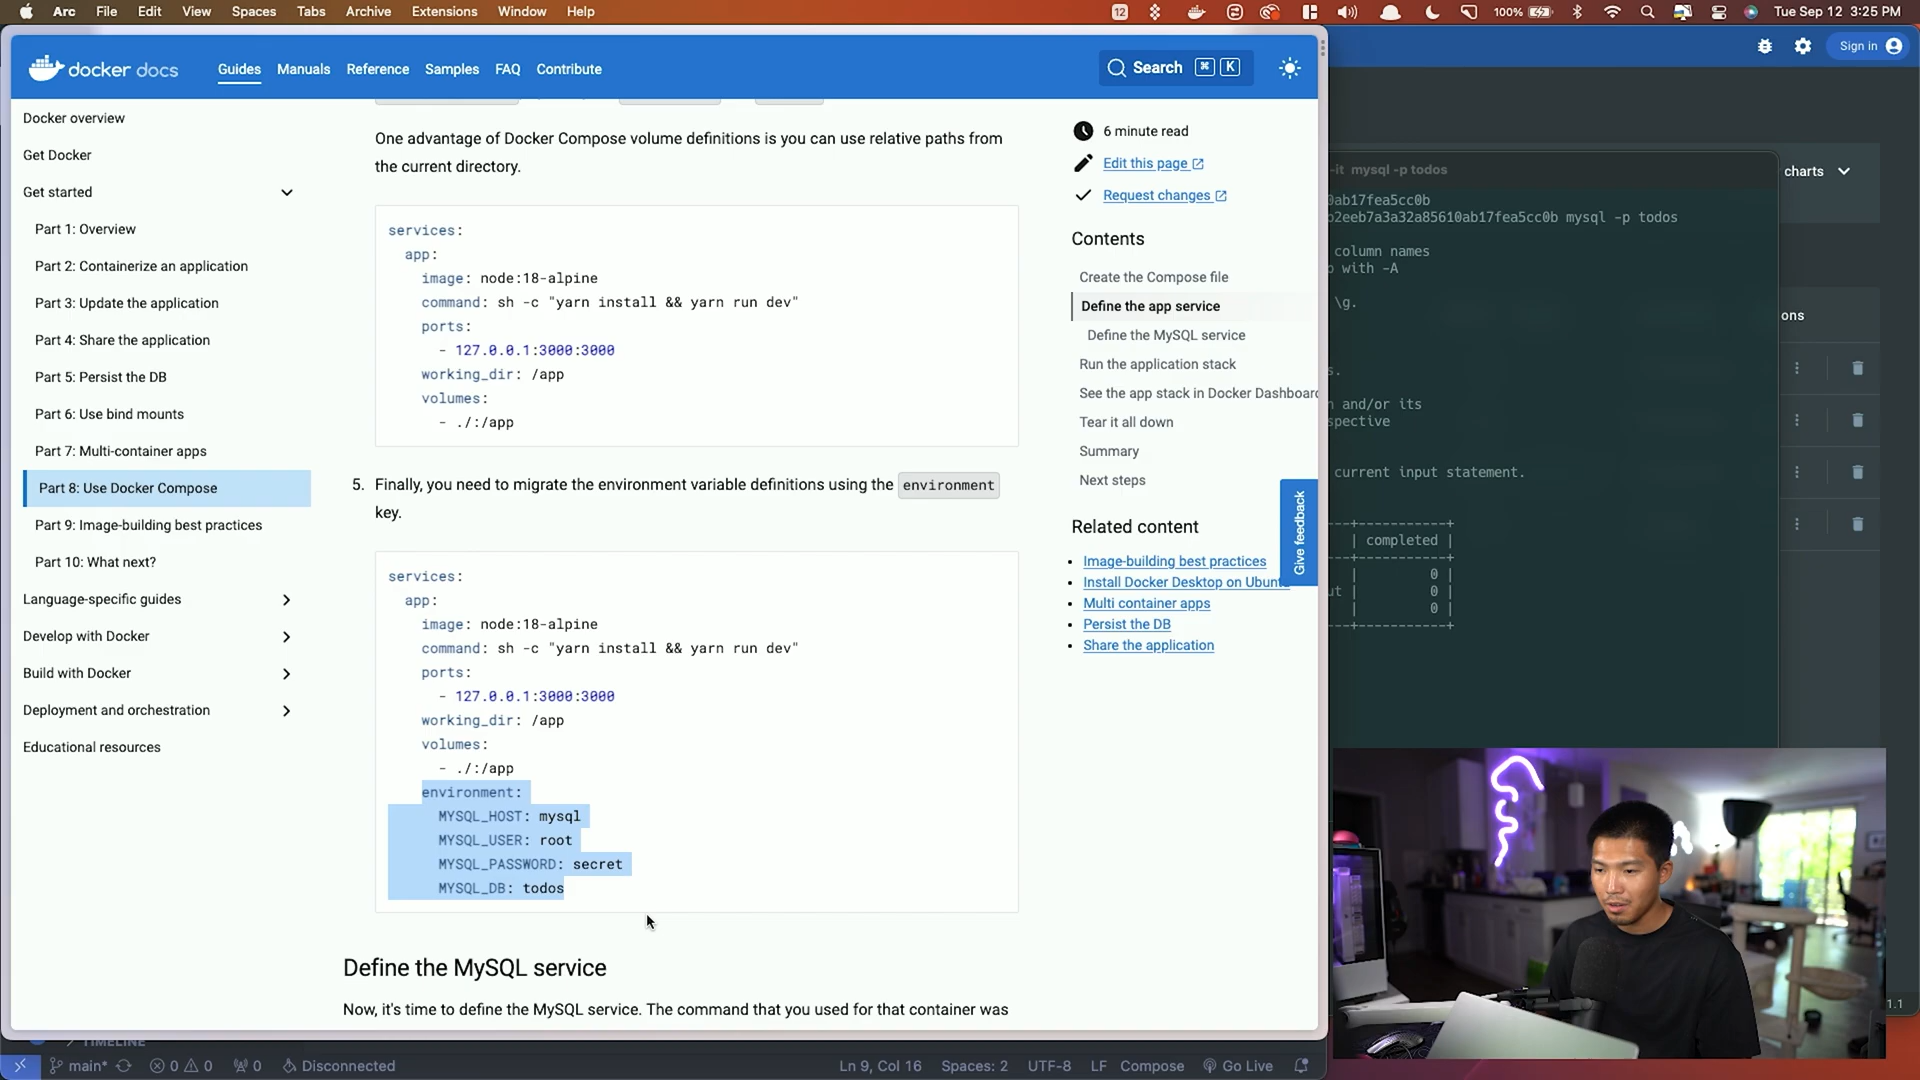 Arc File Edit View Spaces Tabs Archive Extensions Window Help
12
100%
Tue Sep 12 3:25 PM
docker docs
Guides Manuals Reference Samples FAQ Contribute
Search ⌘ K
Sign in
Docker overview
Get Docker
Get started
Part 1: Overview
Part 2: Containerize an application
Part 3: Update the application
Part 4: Share the application
Part 5: Persist the DB
Part 6: Use bind mounts
Part 7: Multi-container apps
Part 8: Use Docker Compose
Part 9: Image-building best practices
Part 10: What next?
Language-specific guides
Develop with Docker
Build with Docker
Deployment and orchestration
Educational resources
One advantage of Docker Compose volume definitions is you can use relative paths from
the current directory.
services:
app:
image: node:18-alpine
command: sh -c "yarn install && yarn run dev"
ports:
- 127.0.0.1:3000:3000
working_dir: /app
volumes:
- ./:/app
5. Finally, you need to migrate the environment variable definitions using the environment
key.
services:
app:
image: node:18-alpine
command: sh -c "yarn install && yarn run dev"
ports:
- 127.0.0.1:3000:3000
working_dir: /app
volumes:
- ./:/app
environment:
MYSQL_HOST: mysql
MYSQL_USER: root
MYSQL_PASSWORD: secret
MYSQL_DB: todos
Define the MySQL service
Now, it's time to define the MySQL service. The command that you used for that container was
6 minute read
Edit this page
Request changes
Contents
Create the Compose file
Define the app service
Define the MySQL service
Run the application stack
See the app stack in Docker Dashboard
Tear it all down
Summary
Next steps
Related content
Image-building best practices
Install Docker Desktop on Ubuntu
Multi container apps
Persist the DB
Share the application
Give feedback
-it mysql -p todos
0ab17fea5cc0b
b2eeb7a3a32a85610ab17fea5cc0b mysql -p todos
column names
with -A
\g.
s.
n and/or its
spective
current input statement.
--+-----------+
| completed |
--+-----------+
| 0 |
ut | 0 |
| 0 |
--+-----------+
charts
ons
1.1
TIMELINE
main* 0 0 0 Disconnected
Ln 9, Col 16 Spaces: 2 UTF-8 LF Compose Go Live